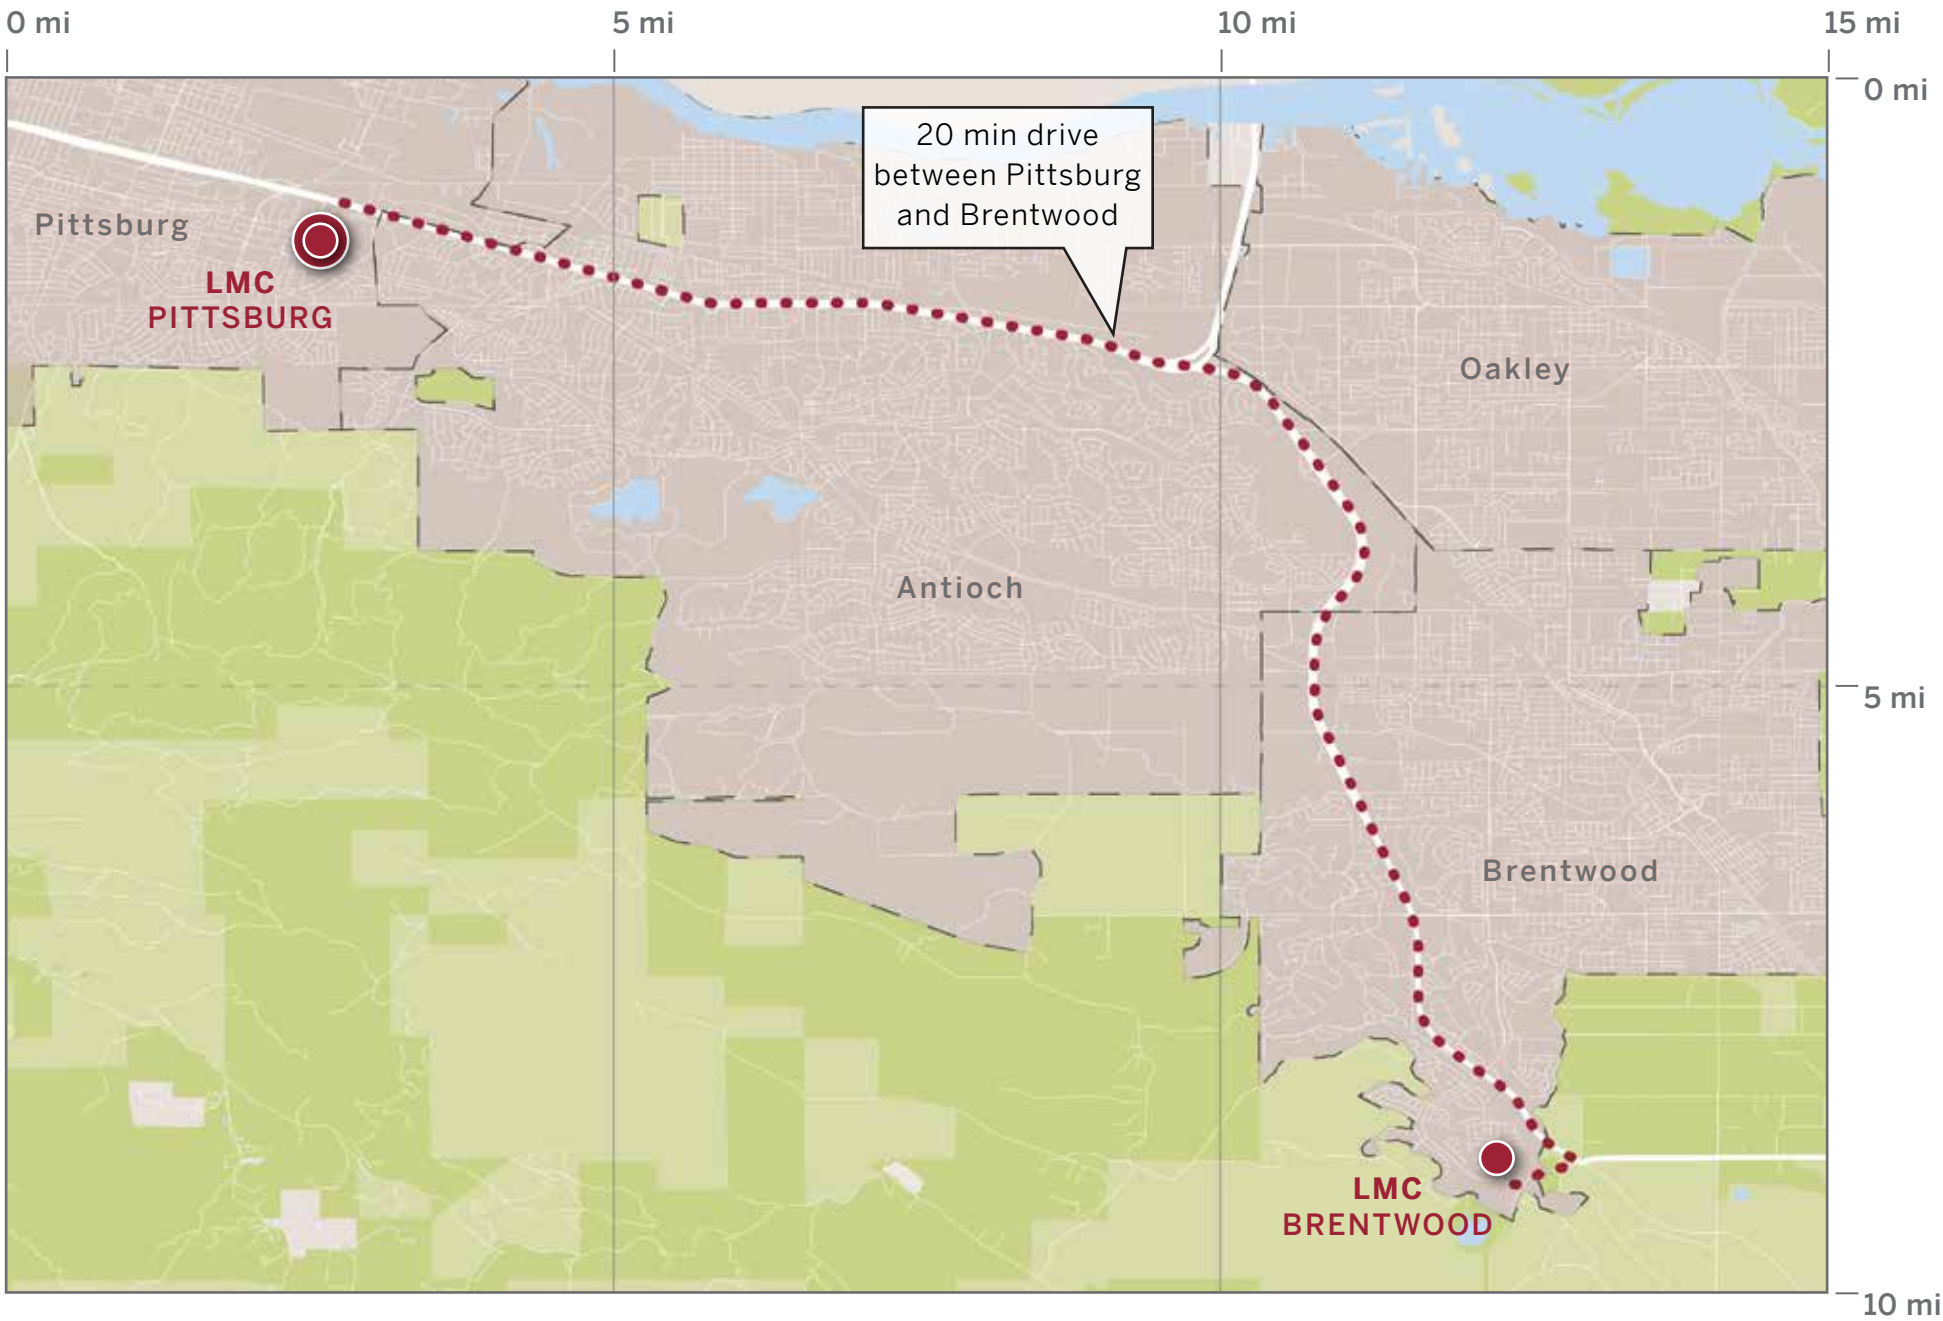 0 mi
5 mi
10 mi
15 mi
0 mi
20 min drive
between Pittsburg
and Brentwood
Pittsburg
LMC
PITTSBURG
Oakley
Antioch
5 mi
Brentwood
LMC
BRENTWOOD
10 mi